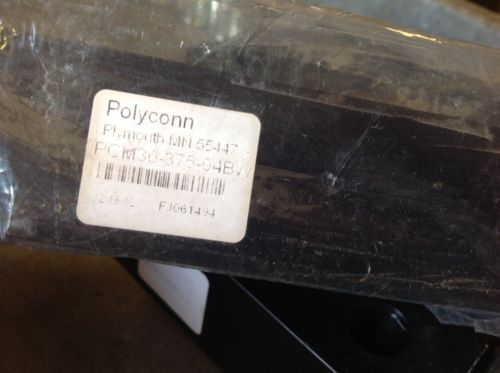 Polyconn
Plymouth MN 55447
PCM30-375-04BW
FJ061494